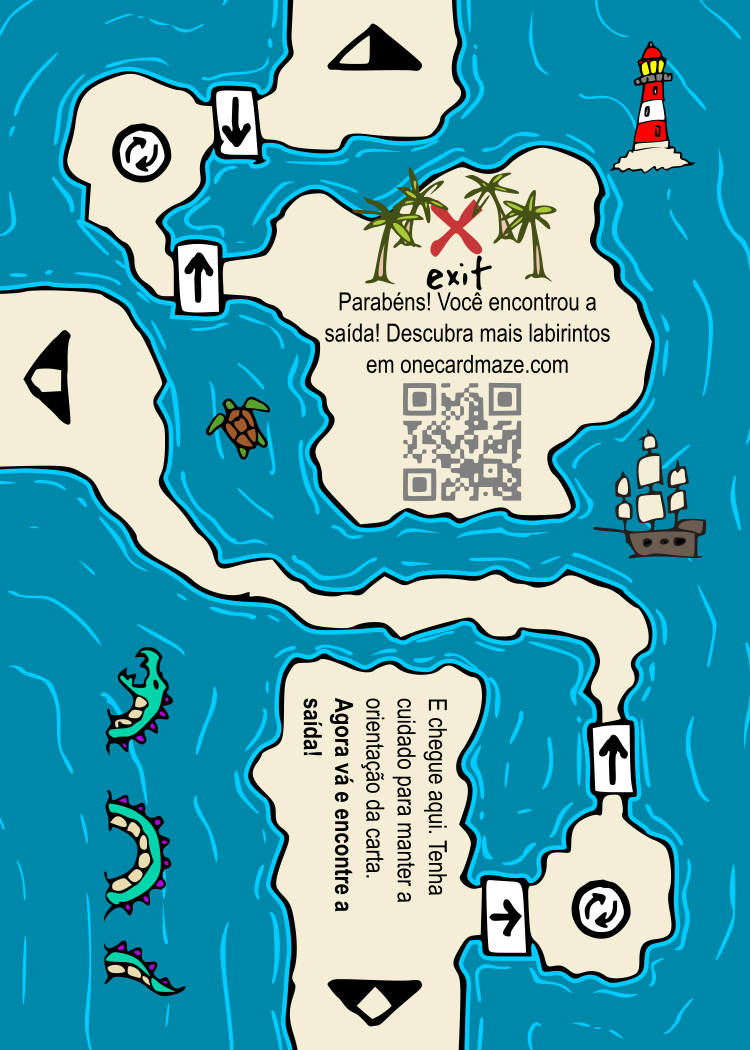 exit
Parabéns! Você encontrou a
saída! Descubra mais labirintos
em onecardmaze.com
E chegue aqui. Tenha
cuidado para manter a
orientação da carta.
Agora vá e encontre a
saída!